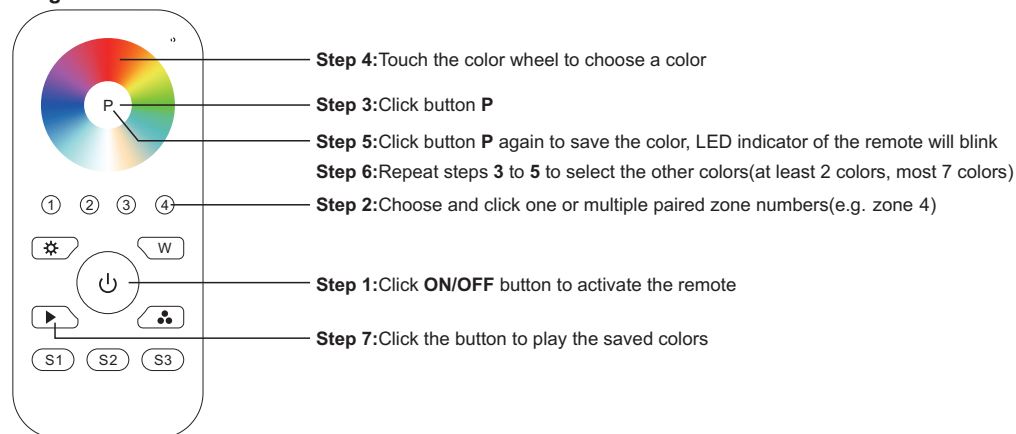 Step 4:Touch the color wheel to choose a color
P
Step 3:Click button P
Step 5:Click button P again to save the color, LED indicator of the remote will blink
Step 6:Repeat steps 3 to 5 to select the other colors(at least 2 colors, most 7 colors)
1 2 3 4
Step 2:Choose and click one or multiple paired zone numbers(e.g. zone 4)
W
Step 1:Click ON/OFF button to activate the remote
Step 7:Click the button to play the saved colors
S1 S2 S3